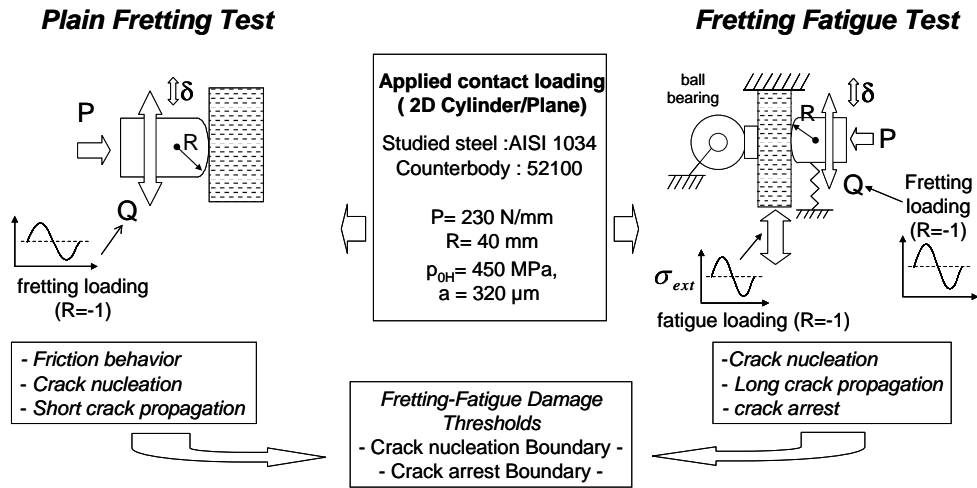 Plain Fretting Test
P
δ
R
Q
fretting loading
(R=-1)
- Friction behavior
- Crack nucleation
- Short crack propagation
Applied contact loading
( 2D Cylinder/Plane)
Studied steel :AISI 1034
Counterbody : 52100
P= 230 N/mm
R= 40 mm
p0H= 450 MPa,
a = 320 µm
Fretting Fatigue Test
ball
bearing
δ
R
P
Q
Fretting
loading
(R=-1)
σext
fatigue loading (R=-1)
-Crack nucleation
- Long crack propagation
- crack arrest
Fretting-Fatigue Damage
Thresholds
- Crack nucleation Boundary -
- Crack arrest Boundary -